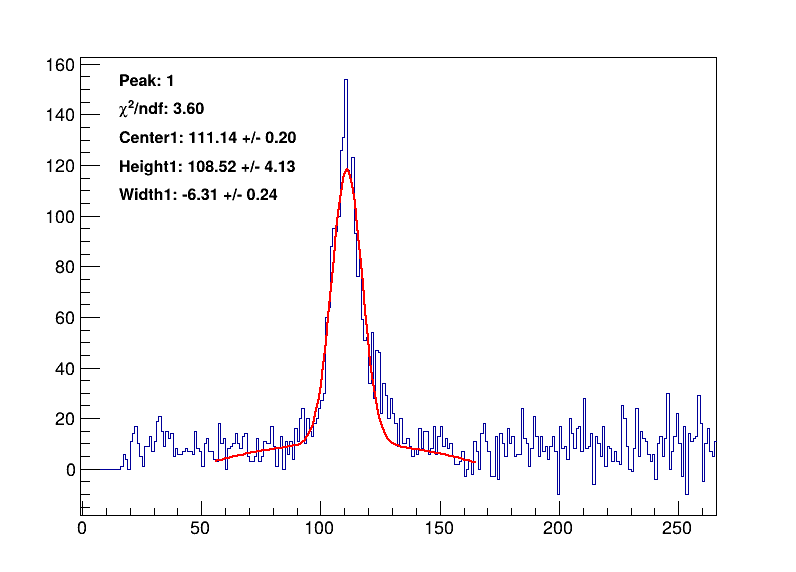 160
140
120
100
80
60
40
20
0
Peak: 1
χ²/ndf: 3.60
Center1: 111.14 +/- 0.20
Height1: 108.52 +/- 4.13
Width1: -6.31 +/- 0.24
0 50 100 150 200 250